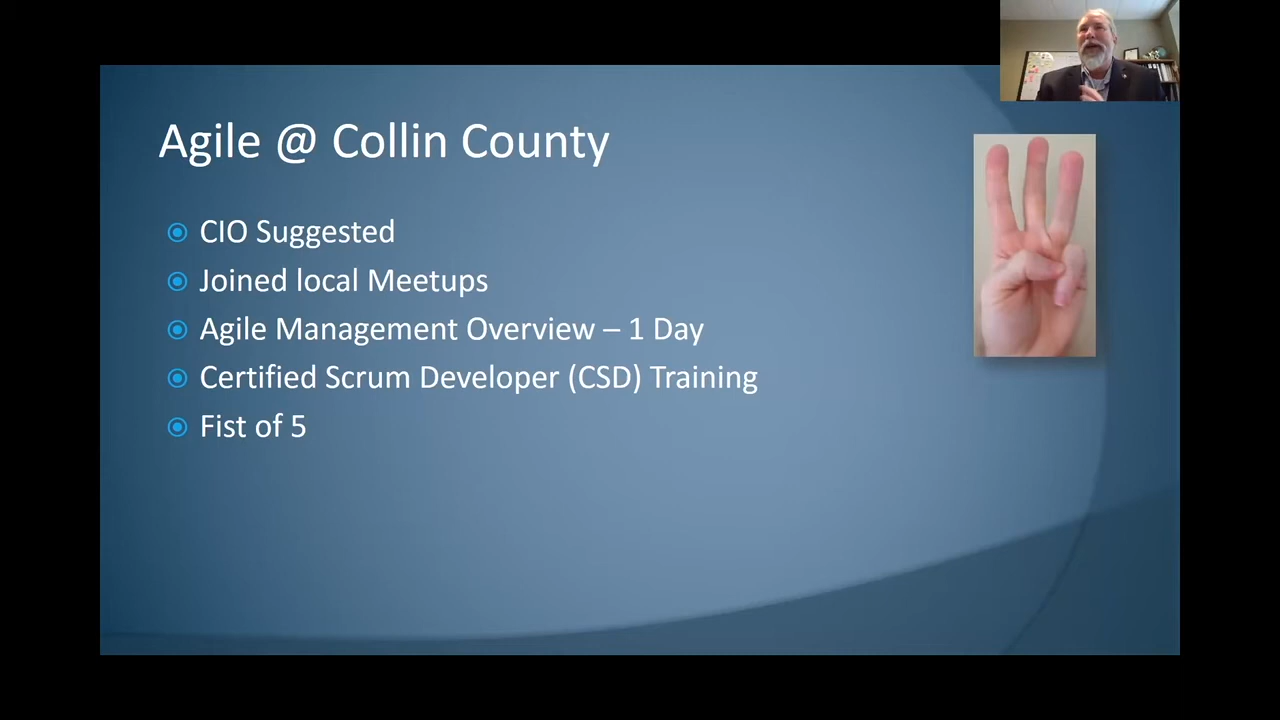 Agile @ Collin County
CIO Suggested
Joined local Meetups
Agile Management Overview – 1 Day
Certified Scrum Developer (CSD) Training
Fist of 5